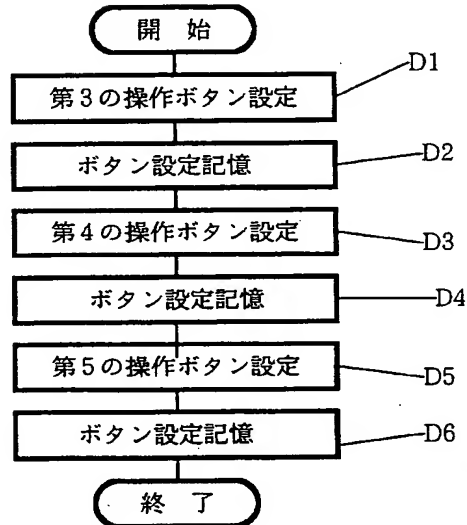 開 始
D1
第3の操作ボタン設定
D2
ボタン設定記憶
第4の操作ボタン設定
D3
ボタン設定記憶
D4
第5の操作ボタン設定
D5
ボタン設定記憶
D6
終 了